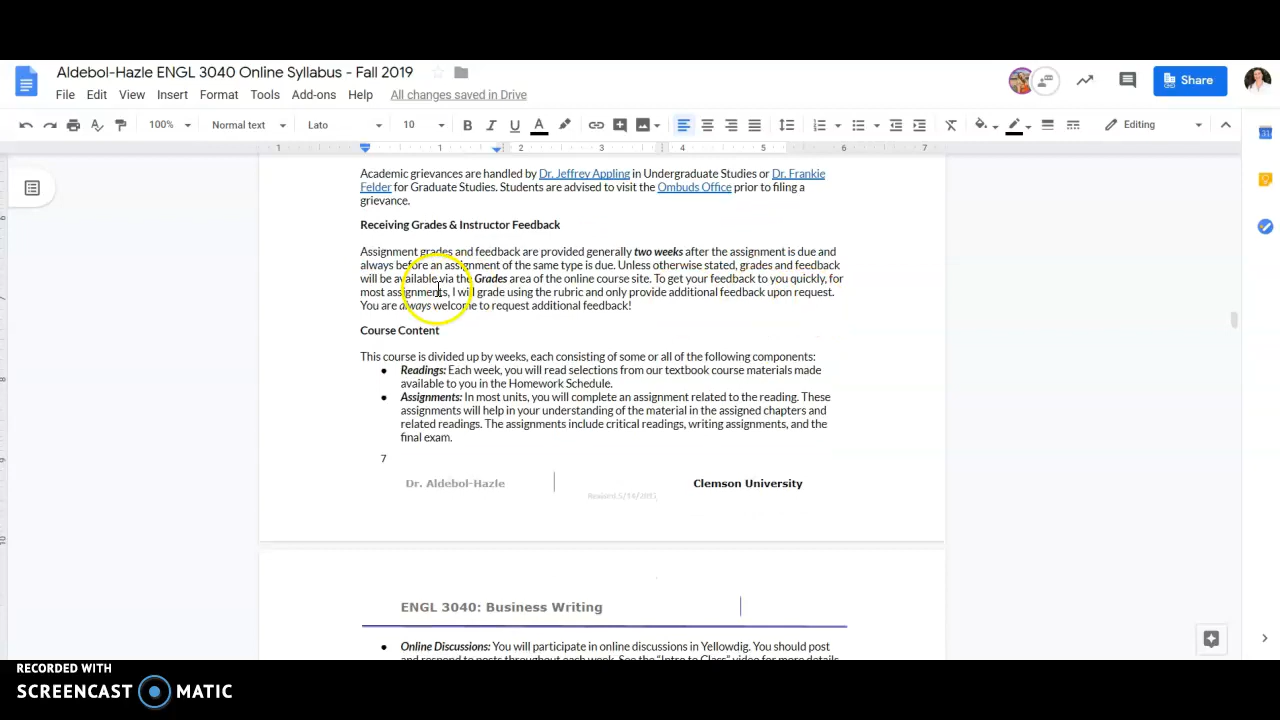 Aldebol-Hazle ENGL 3040 Online Syllabus - Fall 2019
File Edit View Insert Format Tools Add-ons Help All changes saved in Drive
Share
100% Normal text Lato 10 B I U A Editing
1 1 2 3 4 5 6 7
Academic grievances are handled by Dr. Jeffrey Appling in Undergraduate Studies or Dr. Frankie
Felder for Graduate Studies. Students are advised to visit the Ombuds Office prior to filing a
grievance.
Receiving Grades & Instructor Feedback
Assignment grades and feedback are provided generally two weeks after the assignment is due and
always before an assignment of the same type is due. Unless otherwise stated, grades and feedback
will be available via the Grades area of the online course site. To get your feedback to you quickly, for
most assignments, I will grade using the rubric and only provide additional feedback upon request.
You are always welcome to request additional feedback!
Course Content
This course is divided up by weeks, each consisting of some or all of the following components:
● Readings: Each week, you will read selections from our textbook course materials made
available to you in the Homework Schedule.
● Assignments: In most units, you will complete an assignment related to the reading. These
assignments will help in your understanding of the material in the assigned chapters and
related readings. The assignments include critical readings, writing assignments, and the
final exam.
7
Dr. Aldebol-Hazle Clemson University
Revised
ENGL 3040: Business Writing
● Online Discussions: You will participate in online discussions in Yellowdig. You should post
and respond to posts throughout each week. See the "Intro to Class" video for more details
RECORDED WITH
SCREENCAST MATIC